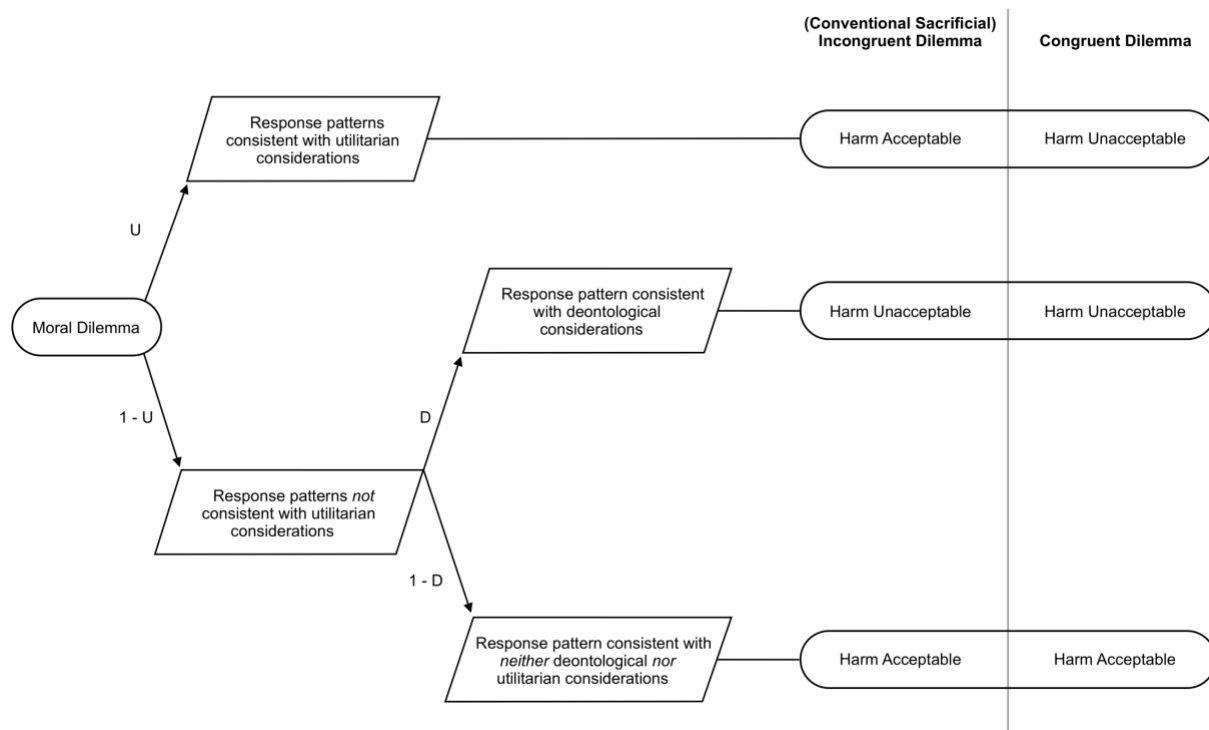 (Conventional Sacrificial)
Incongruent Dilemma
Congruent Dilemma
Response patterns
consistent with utilitarian
considerations
Harm Acceptable
Harm Unacceptable
U
Response pattern consistent
with deontological
considerations
Harm Unacceptable
Harm Unacceptable
Moral Dilemma
1 - U
D
Response patterns not
consistent with utilitarian
considerations
1 - D
Response pattern consistent with
neither deontological nor
utilitarian considerations
Harm Acceptable
Harm Acceptable